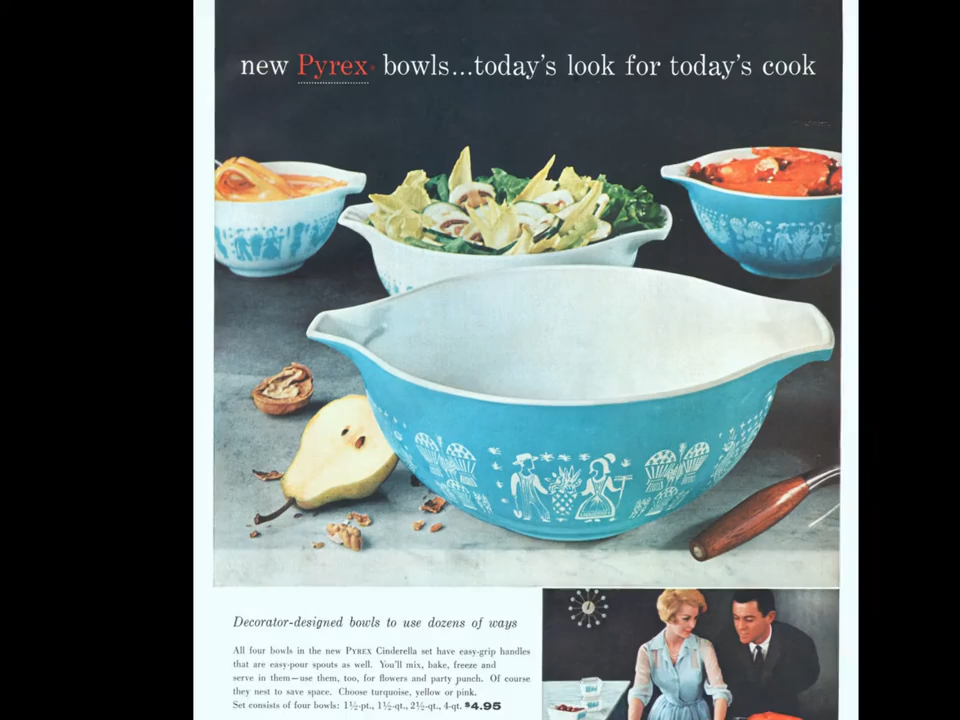 new Pyrex® bowls...today's look for today's cook
Decorator-designed bowls to use dozens of ways
All four bowls in the new PYREX Cinderella set have easy-grip handles
that are easy-pour spouts as well. You'll mix, bake, freeze and
serve in them—use them, too, for flowers and party punch. Of course
they nest to save space. Choose turquoise, yellow or pink.
Set consists of four bowls: 1½-pt., 1½-qt., 2½-qt., 4-qt. $4.95